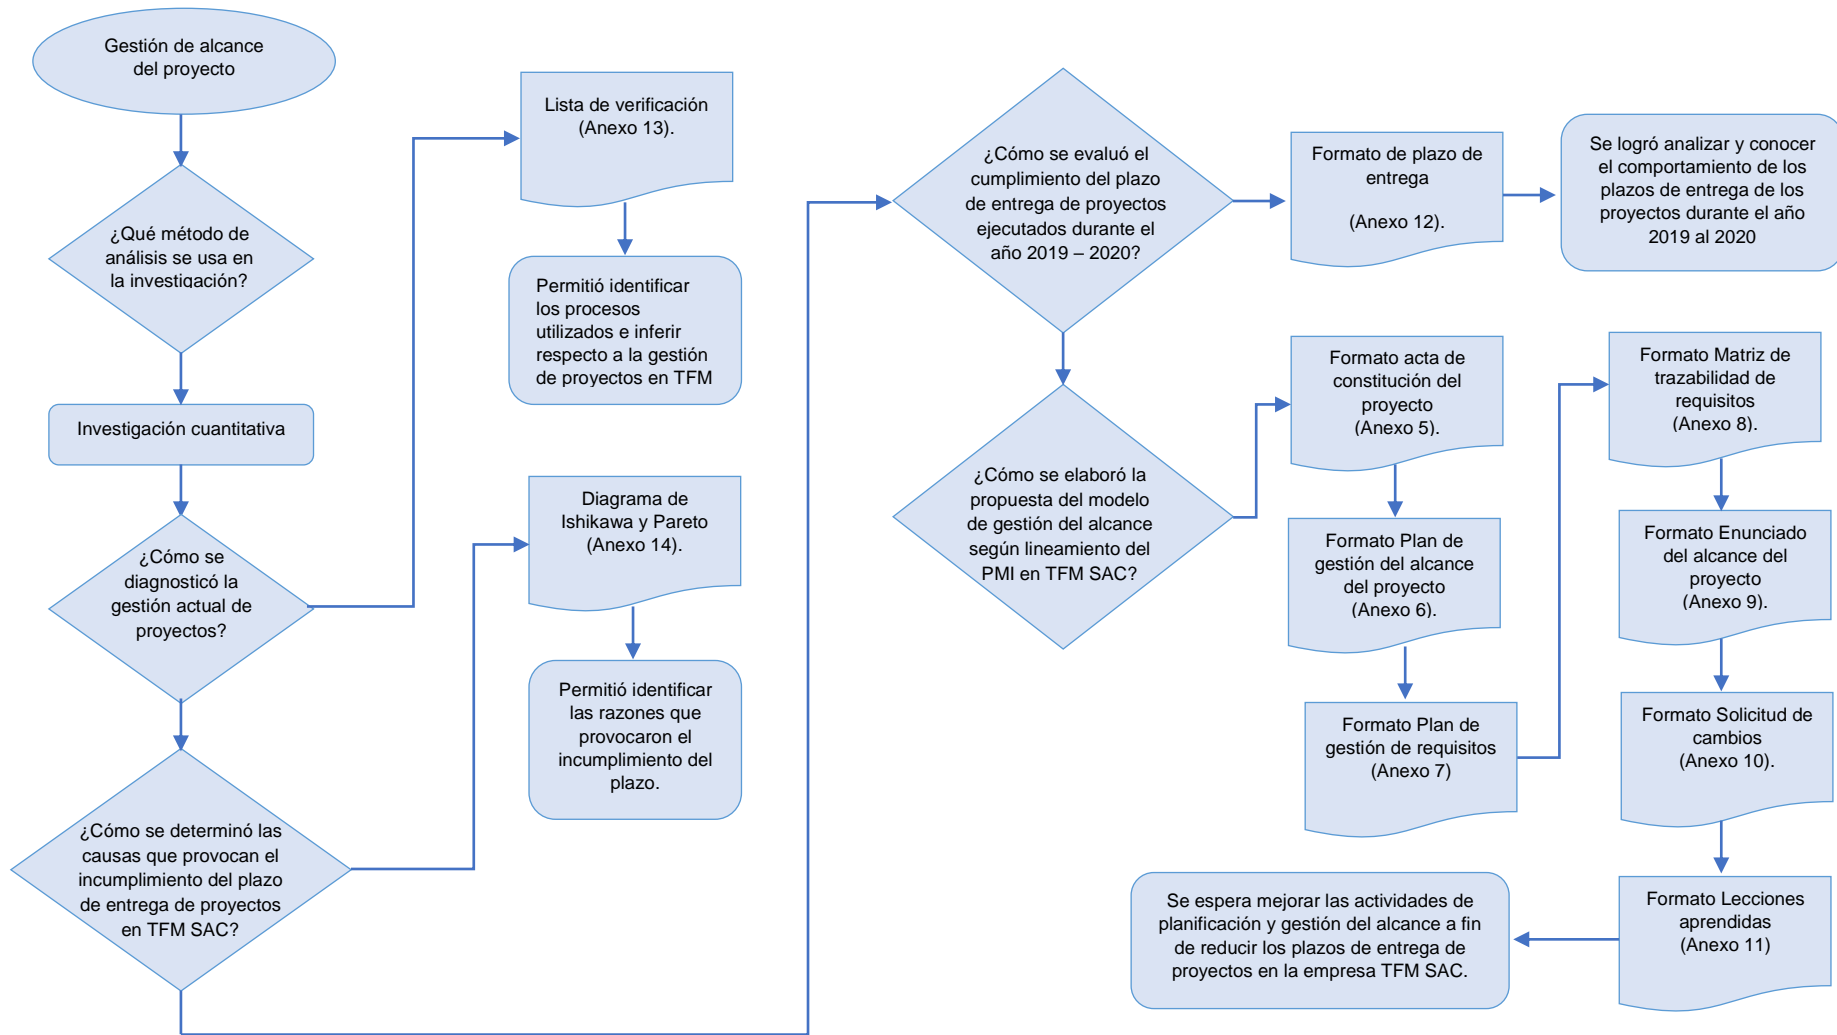 Gestión de alcance
del proyecto
¿Qué método de
análisis se usa en
la investigación?
Investigación cuantitativa
¿Cómo se
diagnosticó la
gestión actual de
proyectos?
¿Cómo se determinó las
causas que provocan el
incumplimiento del plazo
de entrega de proyectos
en TFM SAC?
Lista de verificación
(Anexo 13).
Permitió identificar
los procesos
utilizados e inferir
respecto a la gestión
de proyectos en TFM
Diagrama de
Ishikawa y Pareto
(Anexo 14).
Permitió identificar
las razones que
provocaron el
incumplimiento del
plazo.
¿Cómo se evaluó el
cumplimiento del plazo
de entrega de proyectos
ejecutados durante el
año 2019 – 2020?
Formato de plazo de
entrega
(Anexo 12).
Se logró analizar y conocer
el comportamiento de los
plazos de entrega de los
proyectos durante el año
2019 al 2020
¿Cómo se elaboró la
propuesta del modelo
de gestión del alcance
según lineamiento del
PMI en TFM SAC?
Formato acta de
constitución del
proyecto
(Anexo 5).
Formato Plan de
gestión del alcance
del proyecto
(Anexo 6).
Formato Plan de
gestión de requisitos
(Anexo 7)
Formato Matriz de
trazabilidad de
requisitos
(Anexo 8).
Formato Enunciado
del alcance del
proyecto
(Anexo 9).
Formato Solicitud de
cambios
(Anexo 10).
Formato Lecciones
aprendidas
(Anexo 11)
Se espera mejorar las actividades de
planificación y gestión del alcance a fin
de reducir los plazos de entrega de
proyectos en la empresa TFM SAC.